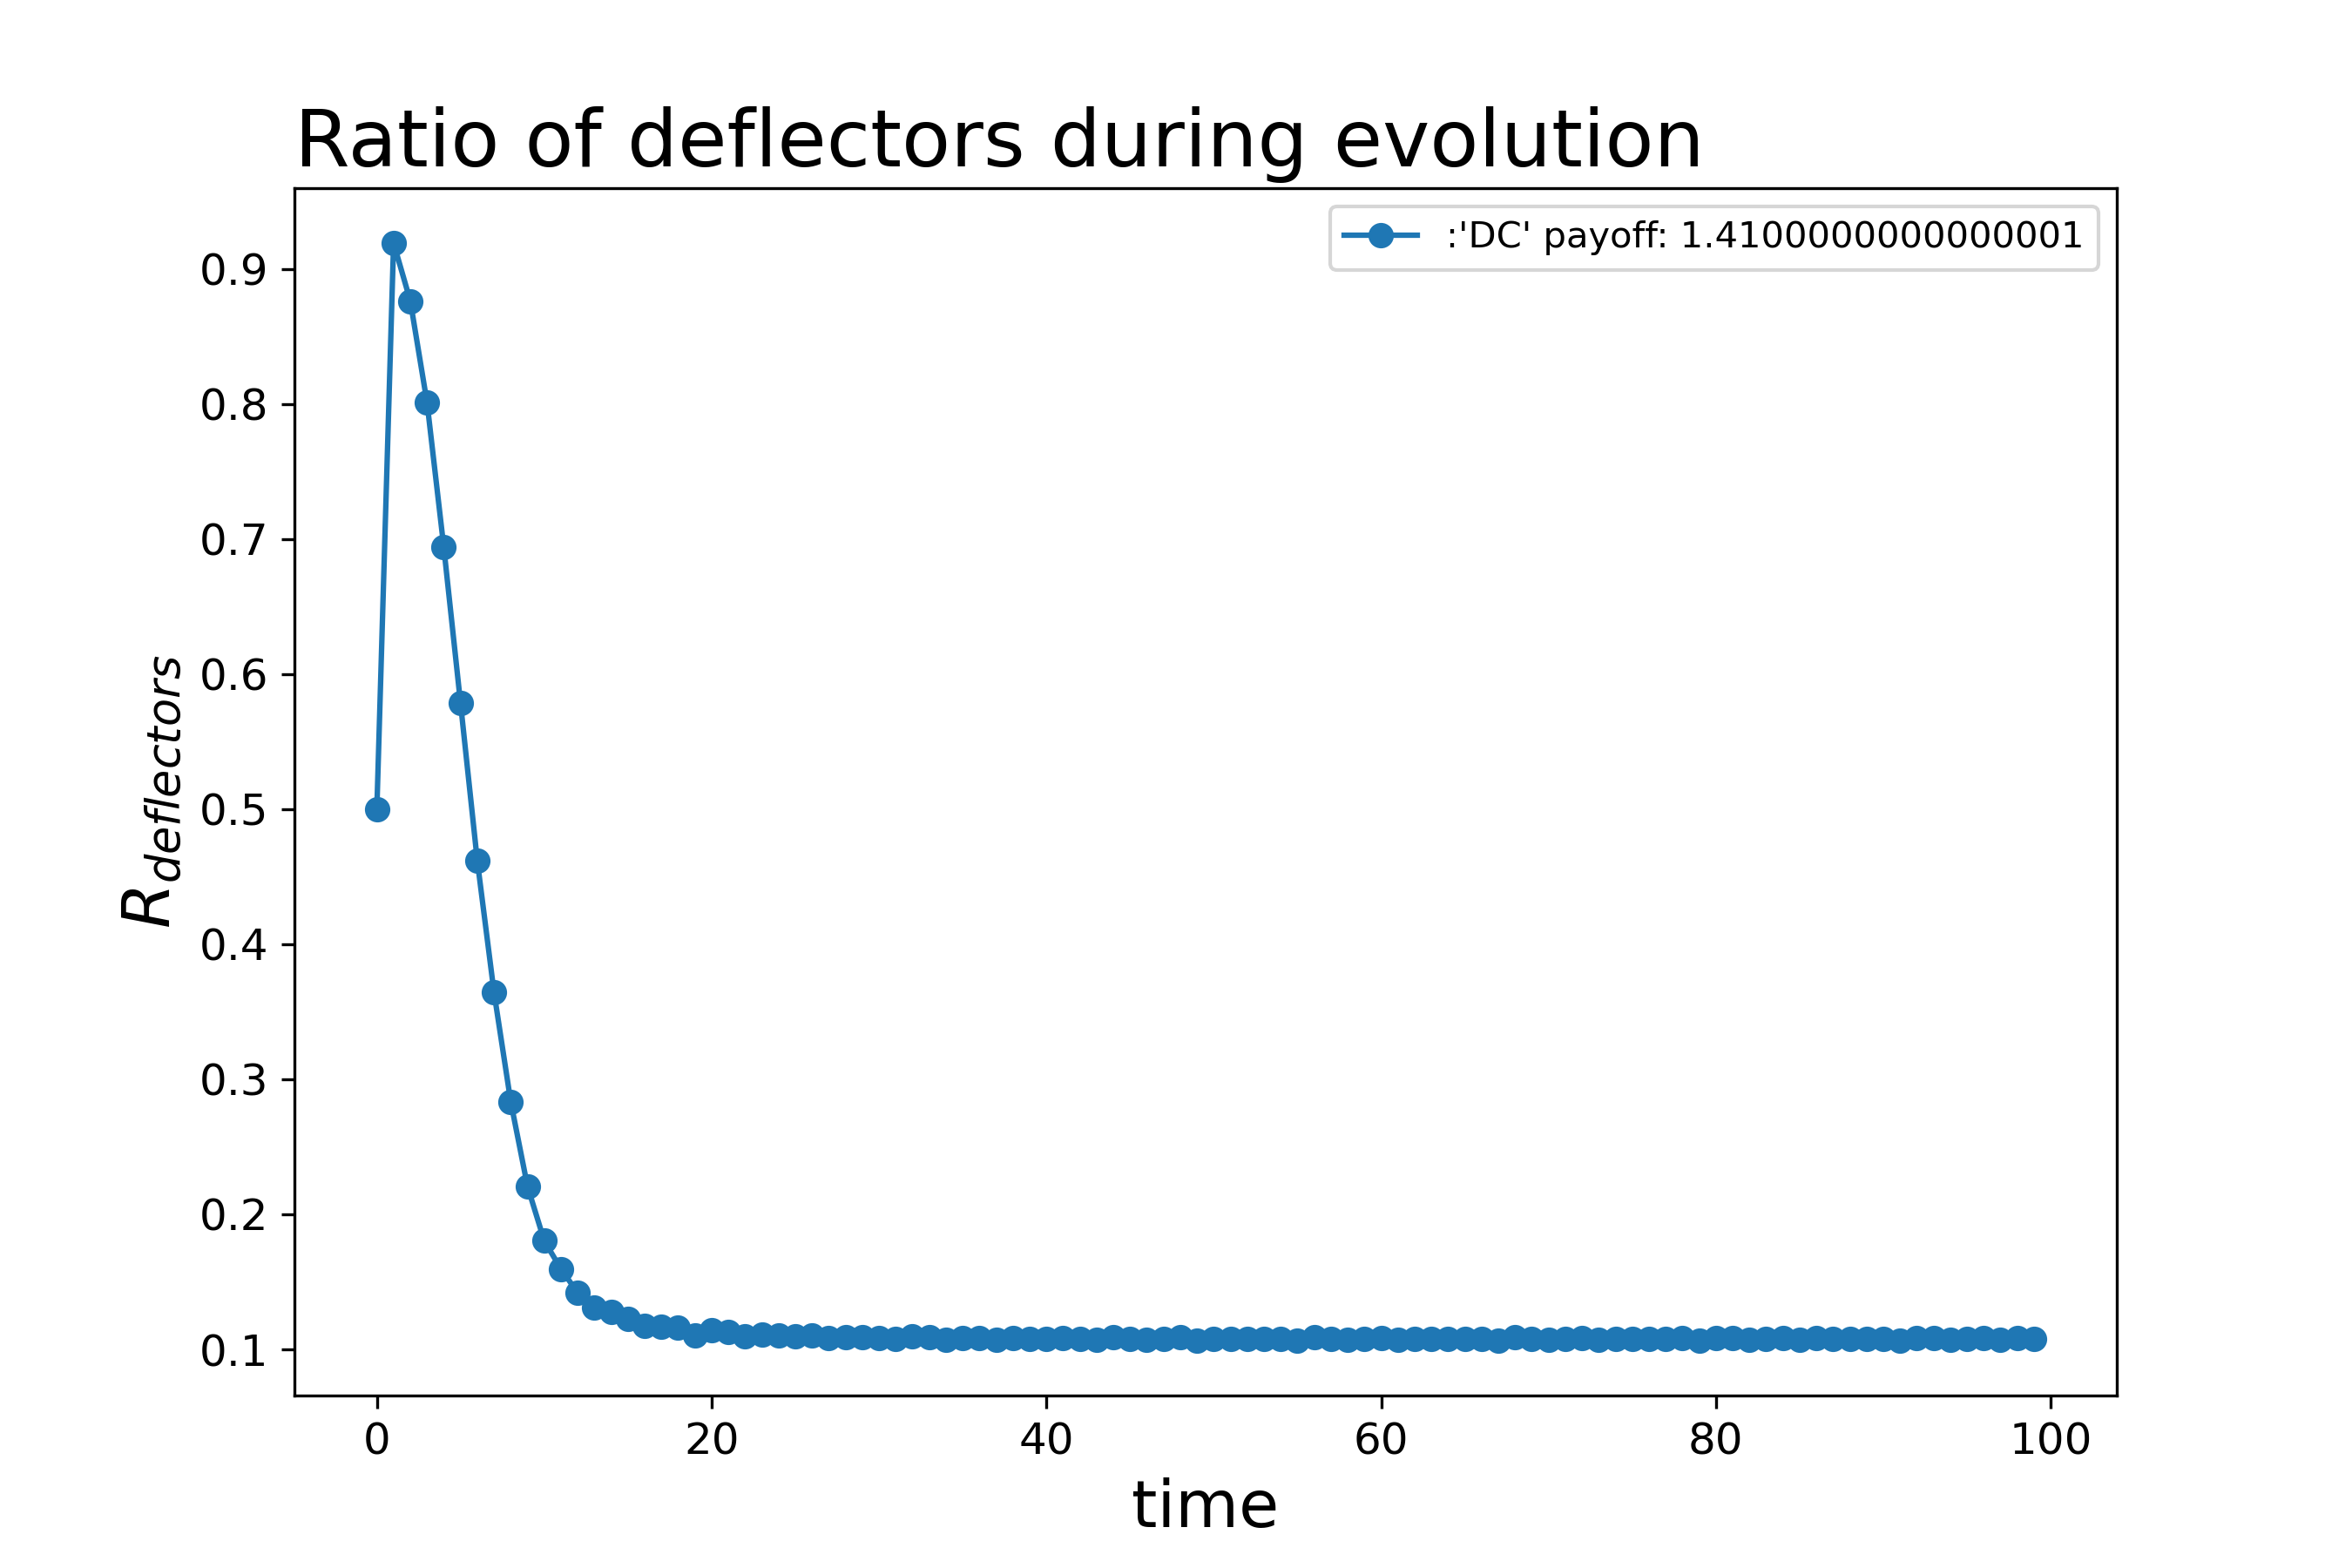 Ratio of deflectors during evolution
:'DC' payoff: 1.4100000000000001
R_deflectors
0.9
0.8
0.7
0.6
0.5
0.4
0.3
0.2
0.1
0 20 40 60 80 100
time